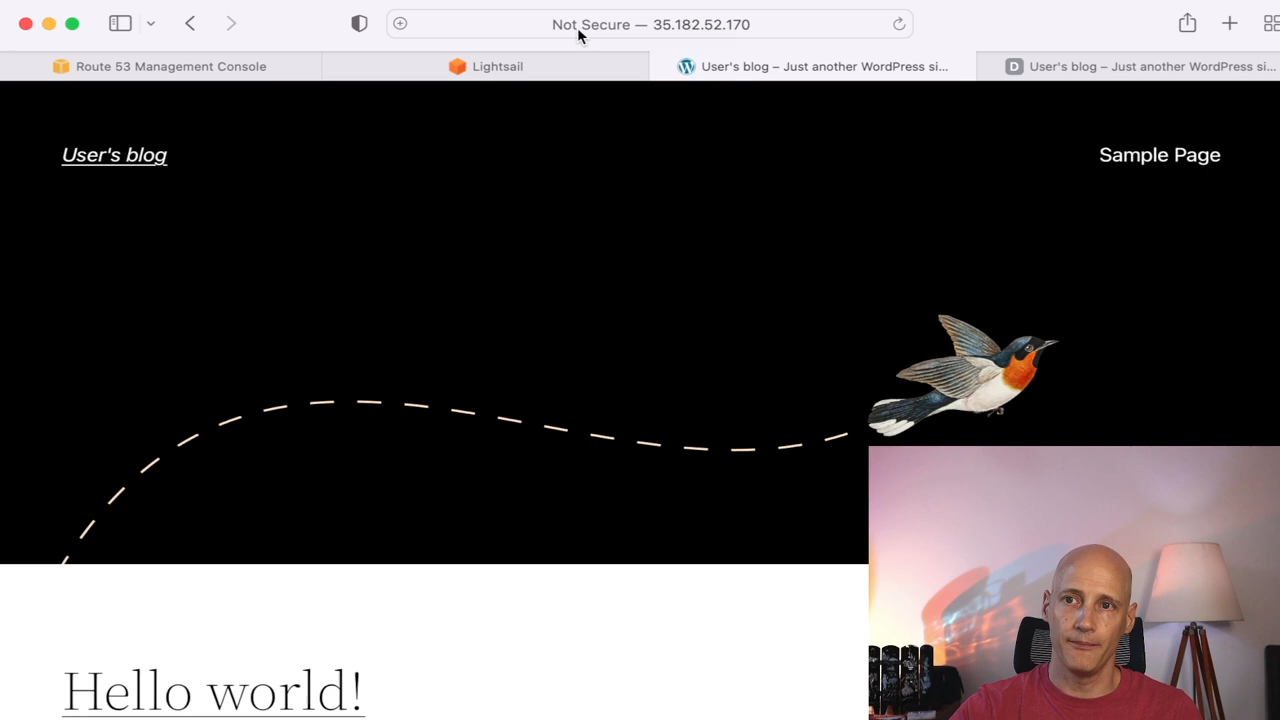 Not Secure — 35.182.52.170
Route 53 Management Console
Lightsail
User's blog – Just another WordPress si...
D
User's blog – Just another WordPress si...
User's blog
Sample Page
Hello world!